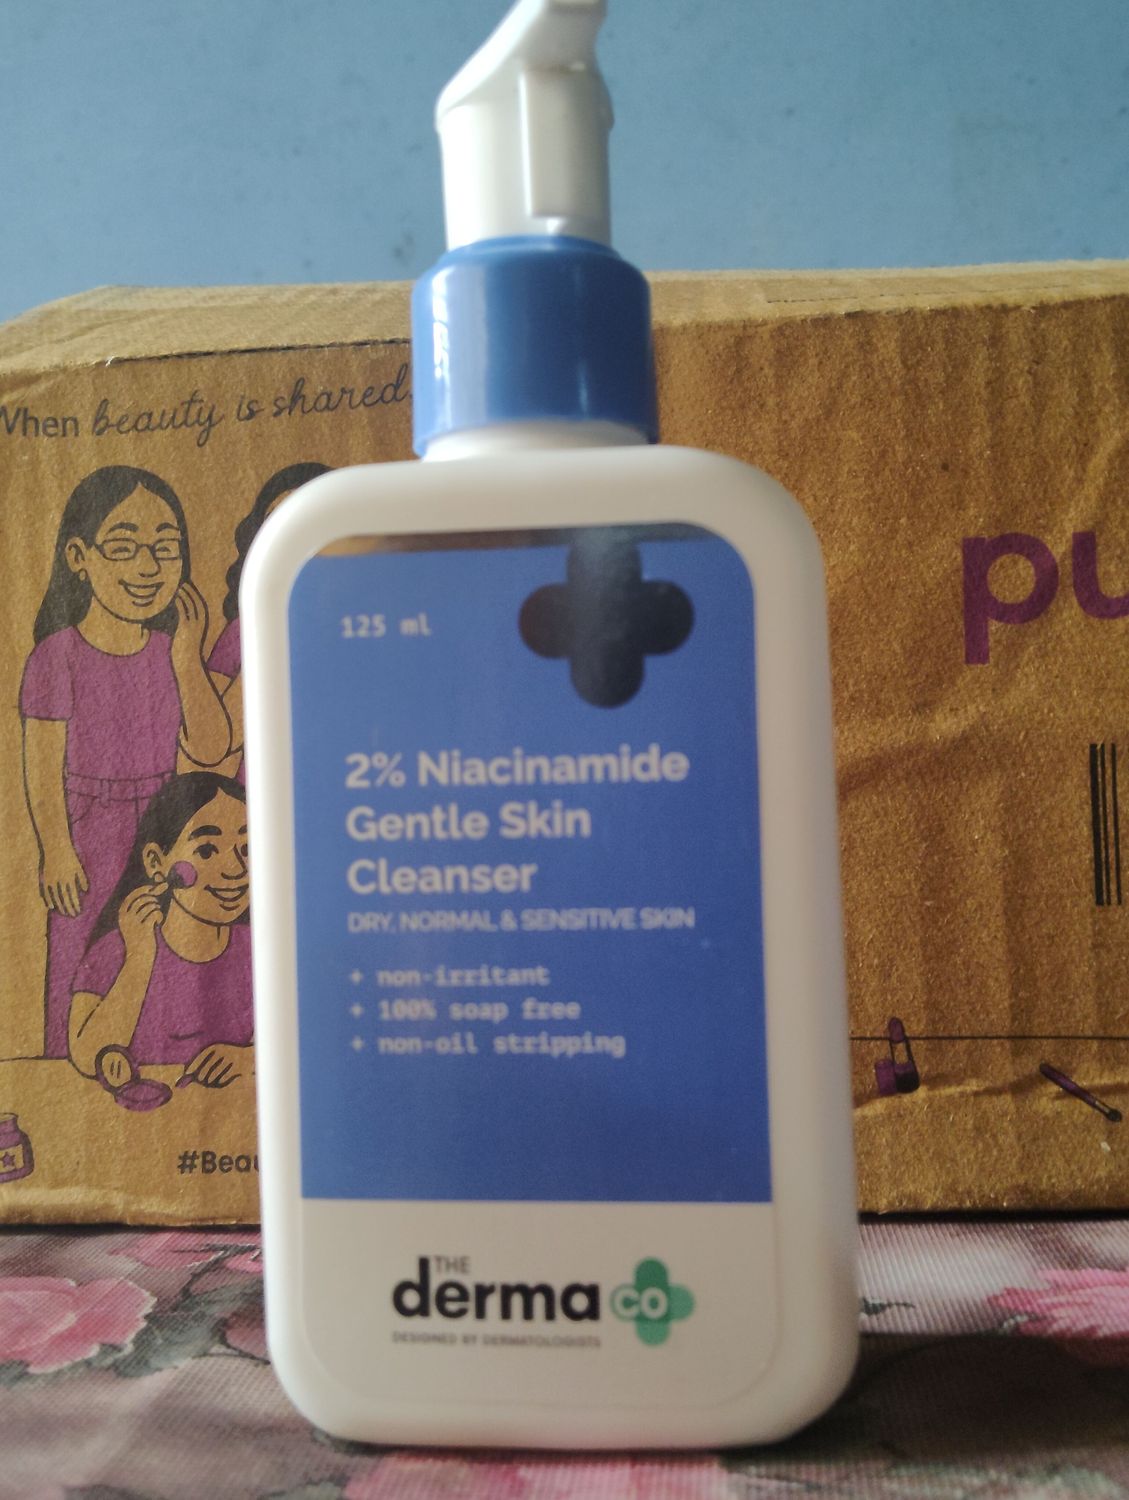 When beauty is shared.
pu
125 ml
2% Niacinamide
Gentle Skin
Cleanser
DRY, NORMAL & SENSITIVE SKIN
+ non-irritant
+ 100% soap free
+ non-oil stripping
#Beau
THE
derma co
DESIGNED BY DERMATOLOGISTS